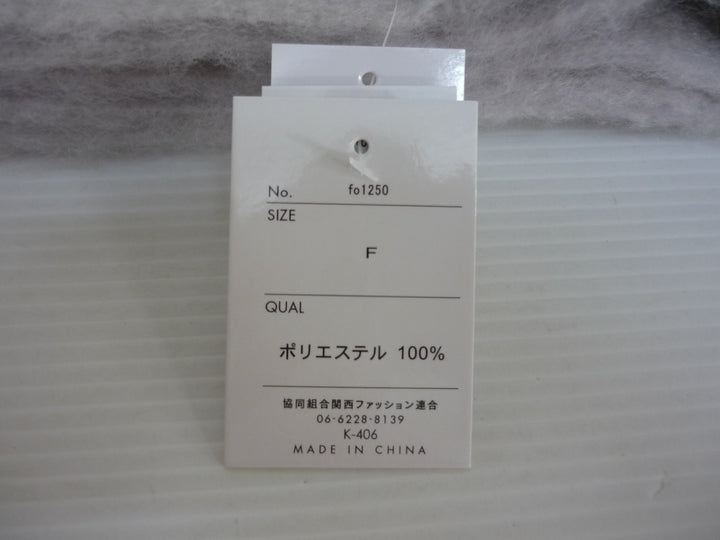 No. fo1250
SIZE
F
QUAL
ポリエステル 100%
協同組合関西ファッション連合
06-6228-8139
K-406
MADE IN CHINA